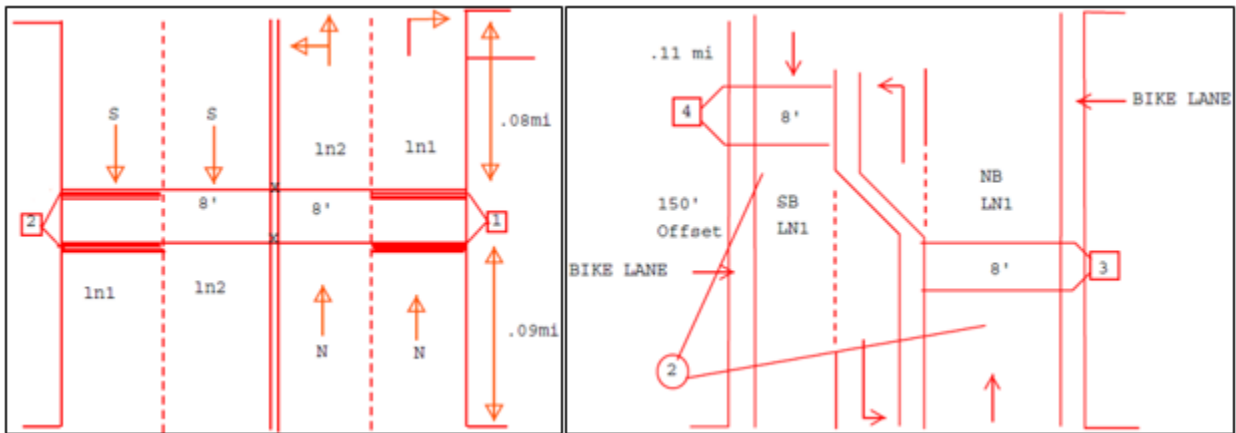 S
S
ln2
ln1
.08mi
8'
8'
x
x
2
1
ln1
ln2
N
N
.09mi
.11 mi
4
8'
BIKE LANE
NB
LN1
150'
Offset
SB
LN1
BIKE LANE
8'
3
2